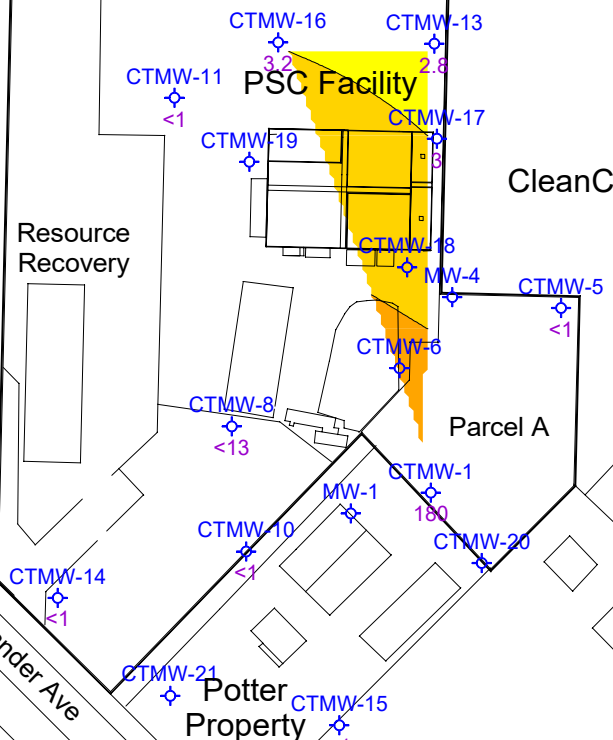 CTMW-16
CTMW-13
3.2
2.8
PSC Facility
CTMW-11
<1
CTMW-17
3
CTMW-19
CleanC
Resource
Recovery
CTMW-18
MW-4
CTMW-5
<1
CTMW-6
CTMW-8
<13
Parcel A
CTMW-1
180
MW-1
CTMW-10
<1
CTMW-20
CTMW-14
<1
nder Ave
CTMW-21
Potter
Property
CTMW-15